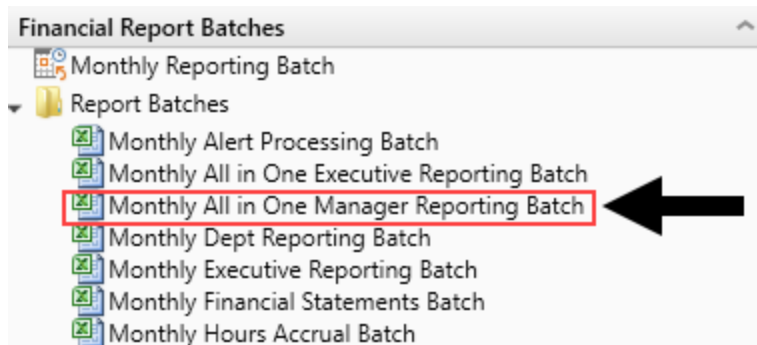 Financial Report Batches
Monthly Reporting Batch
Report Batches
Monthly Alert Processing Batch
Monthly All in One Executive Reporting Batch
Monthly All in One Manager Reporting Batch
Monthly Dept Reporting Batch
Monthly Executive Reporting Batch
Monthly Financial Statements Batch
Monthly Hours Accrual Batch